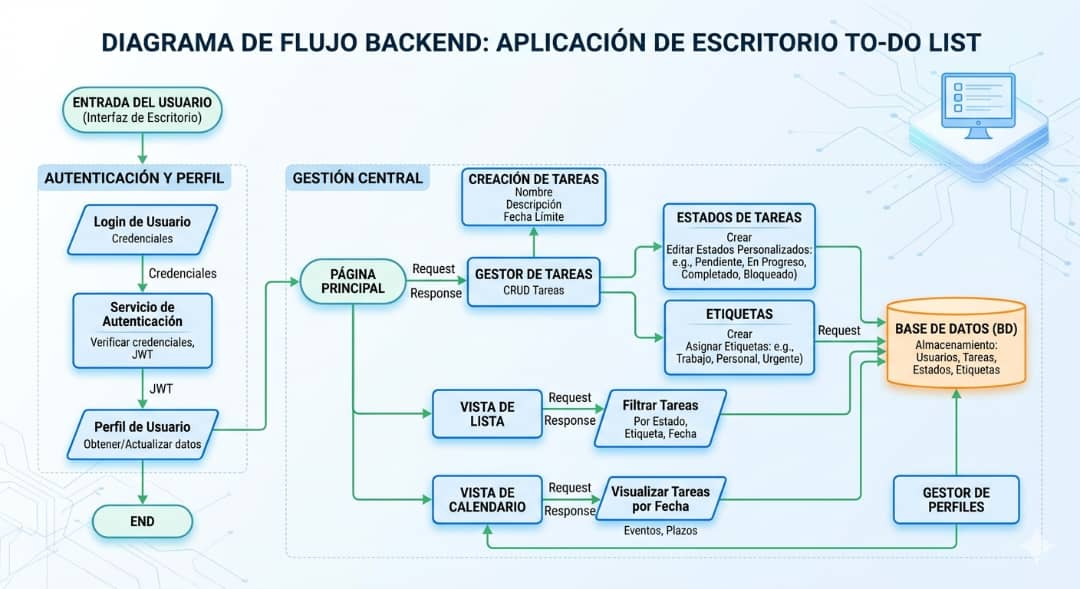 DIAGRAMA DE FLUJO BACKEND: APLICACIÓN DE ESCRITORIO TO-DO LIST
ENTRADA DEL USUARIO
(Interfaz de Escritorio)
AUTENTICACIÓN Y PERFIL
Login de Usuario
Credenciales
Credenciales
Servicio de
Autenticación
Verificar credenciales,
JWT
JWT
Perfil de Usuario
Obtener/Actualizar datos
END
GESTIÓN CENTRAL
PÁGINA
PRINCIPAL
Request
Response
CREACIÓN DE TAREAS
Nombre
Descripción
Fecha Límite
GESTOR DE TAREAS
CRUD Tareas
ESTADOS DE TAREAS
Crear
Editar Estados Personalizados:
e.g., Pendiente, En Progreso,
Completado, Bloqueado)
ETIQUETAS
Crear
Asignar Etiquetas: e.g.,
Trabajo, Personal, Urgente)
Request
BASE DE DATOS (BD)
Almacenamiento:
Usuarios, Tareas,
Estados, Etiquetas
VISTA DE
LISTA
Request
Response
Filtrar Tareas
Por Estado,
Etiqueta, Fecha
VISTA DE
CALENDARIO
Request
Response
Visualizar Tareas
por Fecha
Eventos, Plazos
GESTOR DE
PERFILES